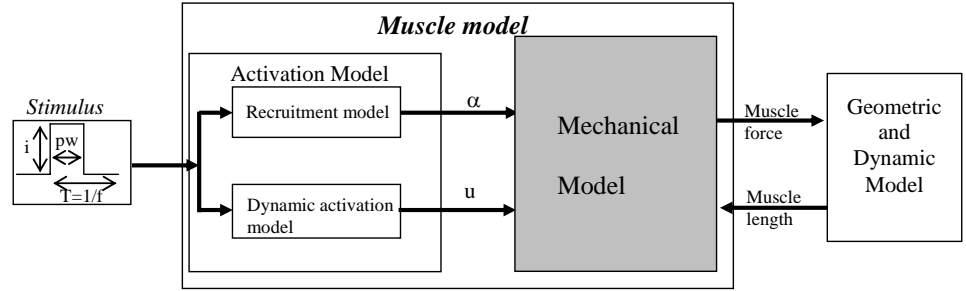 Muscle model
Activation Model
Stimulus
i
pw
T=1/f
Recruitment model
α
Dynamic activation
model
u
Mechanical
Model
Muscle
force
Muscle
length
Geometric
and
Dynamic
Model